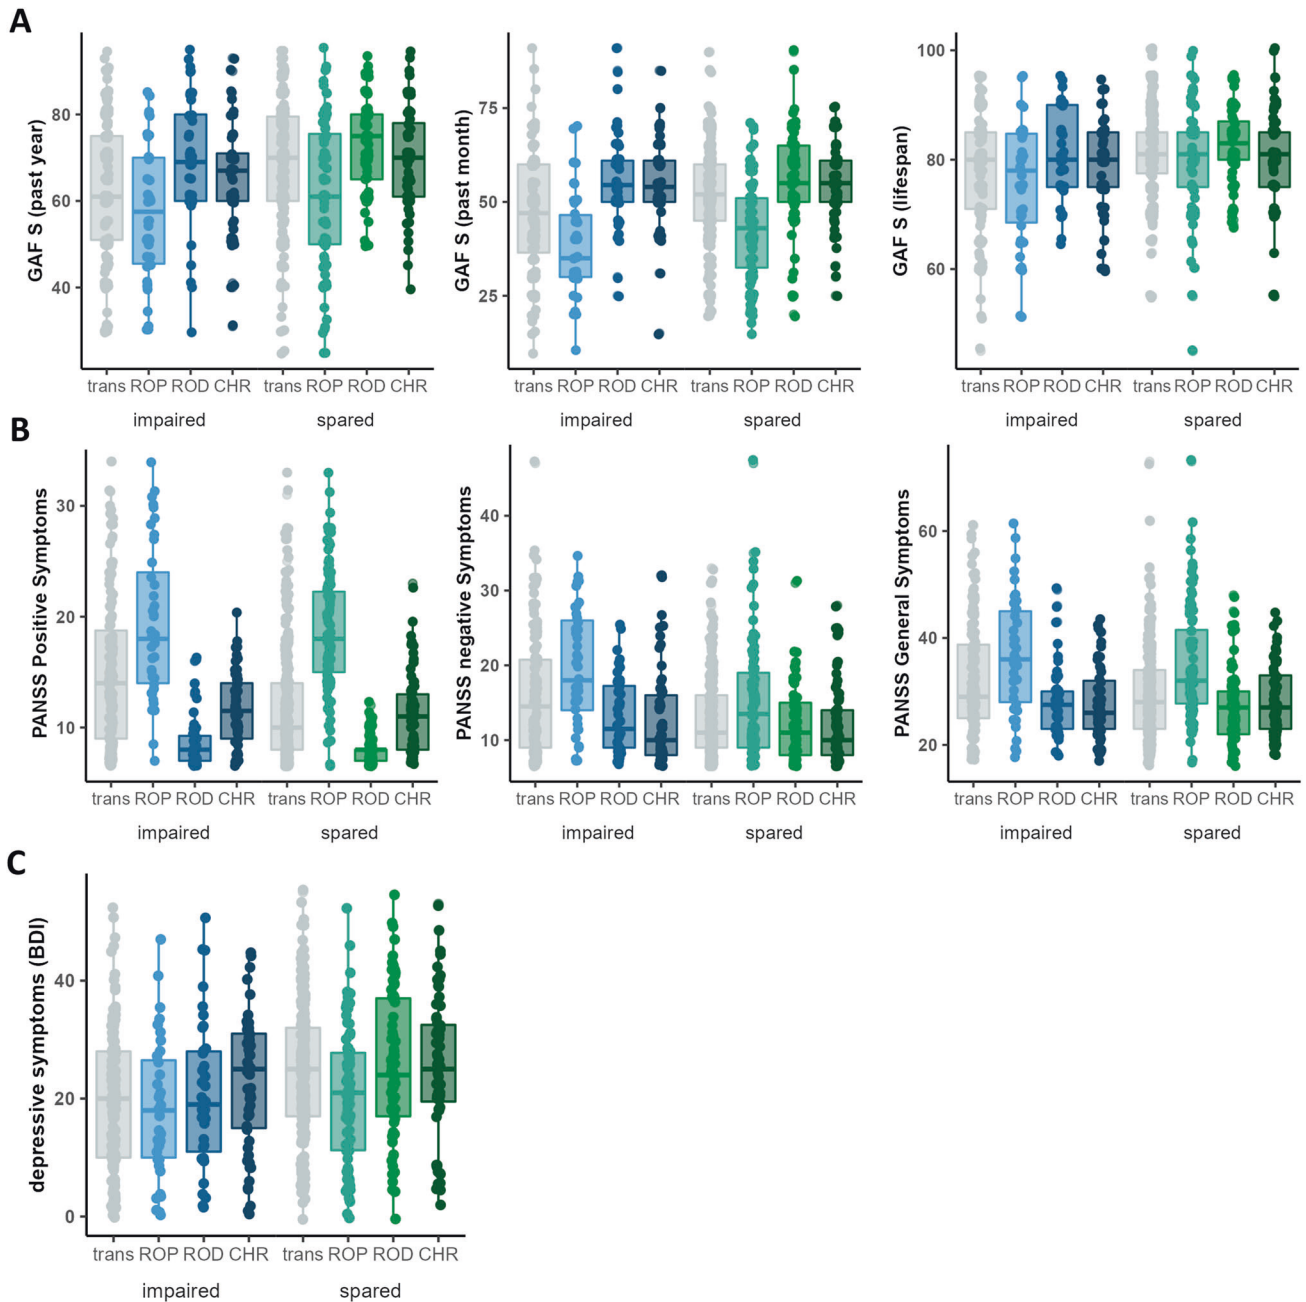 A
GAF S (past year)
80
60
40
trans ROP ROD CHR trans ROP ROD CHR
impaired spared
GAF S (past month)
75
50
25
trans ROP ROD CHR trans ROP ROD CHR
impaired spared
GAF S (lifespan)
100
80
60
trans ROP ROD CHR trans ROP ROD CHR
impaired spared
B
PANSS Positive Symptoms
30
20
10
trans ROP ROD CHR trans ROP ROD CHR
impaired spared
PANSS negative Symptoms
40
30
20
10
trans ROP ROD CHR trans ROP ROD CHR
impaired spared
PANSS General Symptoms
60
40
20
trans ROP ROD CHR trans ROP ROD CHR
impaired spared
C
depressive symptoms (BDI)
40
20
0
trans ROP ROD CHR trans ROP ROD CHR
impaired spared